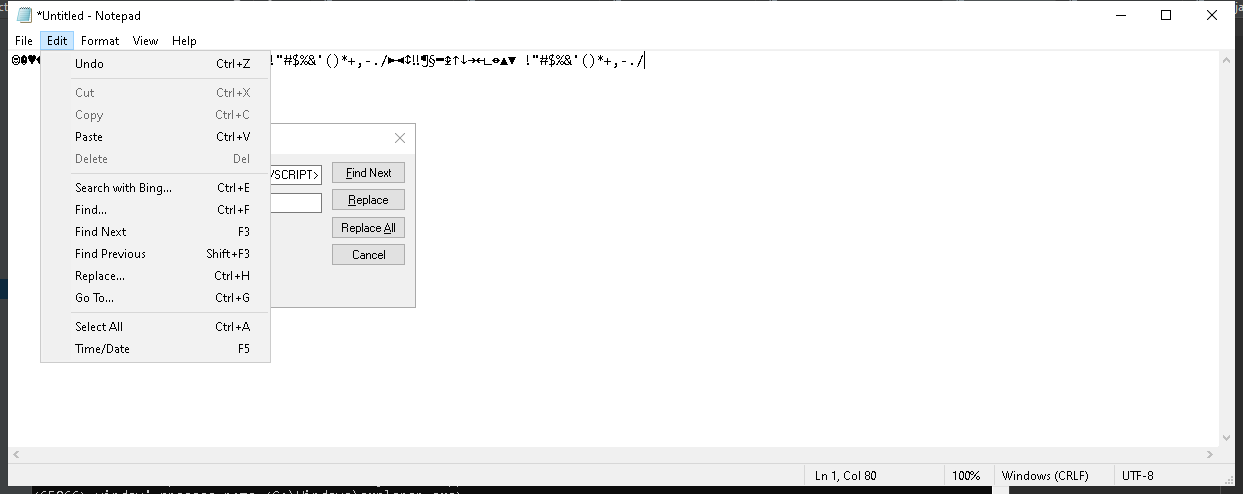 *Untitled - Notepad
File Edit Format View Help
!"#$%&'()*+,-./►◄↕‼¶§▬↨↑↓→←∟↔▲▼ !"#$%&'()*+,-./
Undo Ctrl+Z
Cut Ctrl+X
Copy Ctrl+C
Paste Ctrl+V
Delete Del
Search with Bing... Ctrl+E
Find... Ctrl+F
Find Next F3
Find Previous Shift+F3
Replace... Ctrl+H
Go To... Ctrl+G
Select All Ctrl+A
Time/Date F5
/SCRIPT>
Find Next
Replace
Replace All
Cancel
Ln 1, Col 80 100% Windows (CRLF) UTF-8